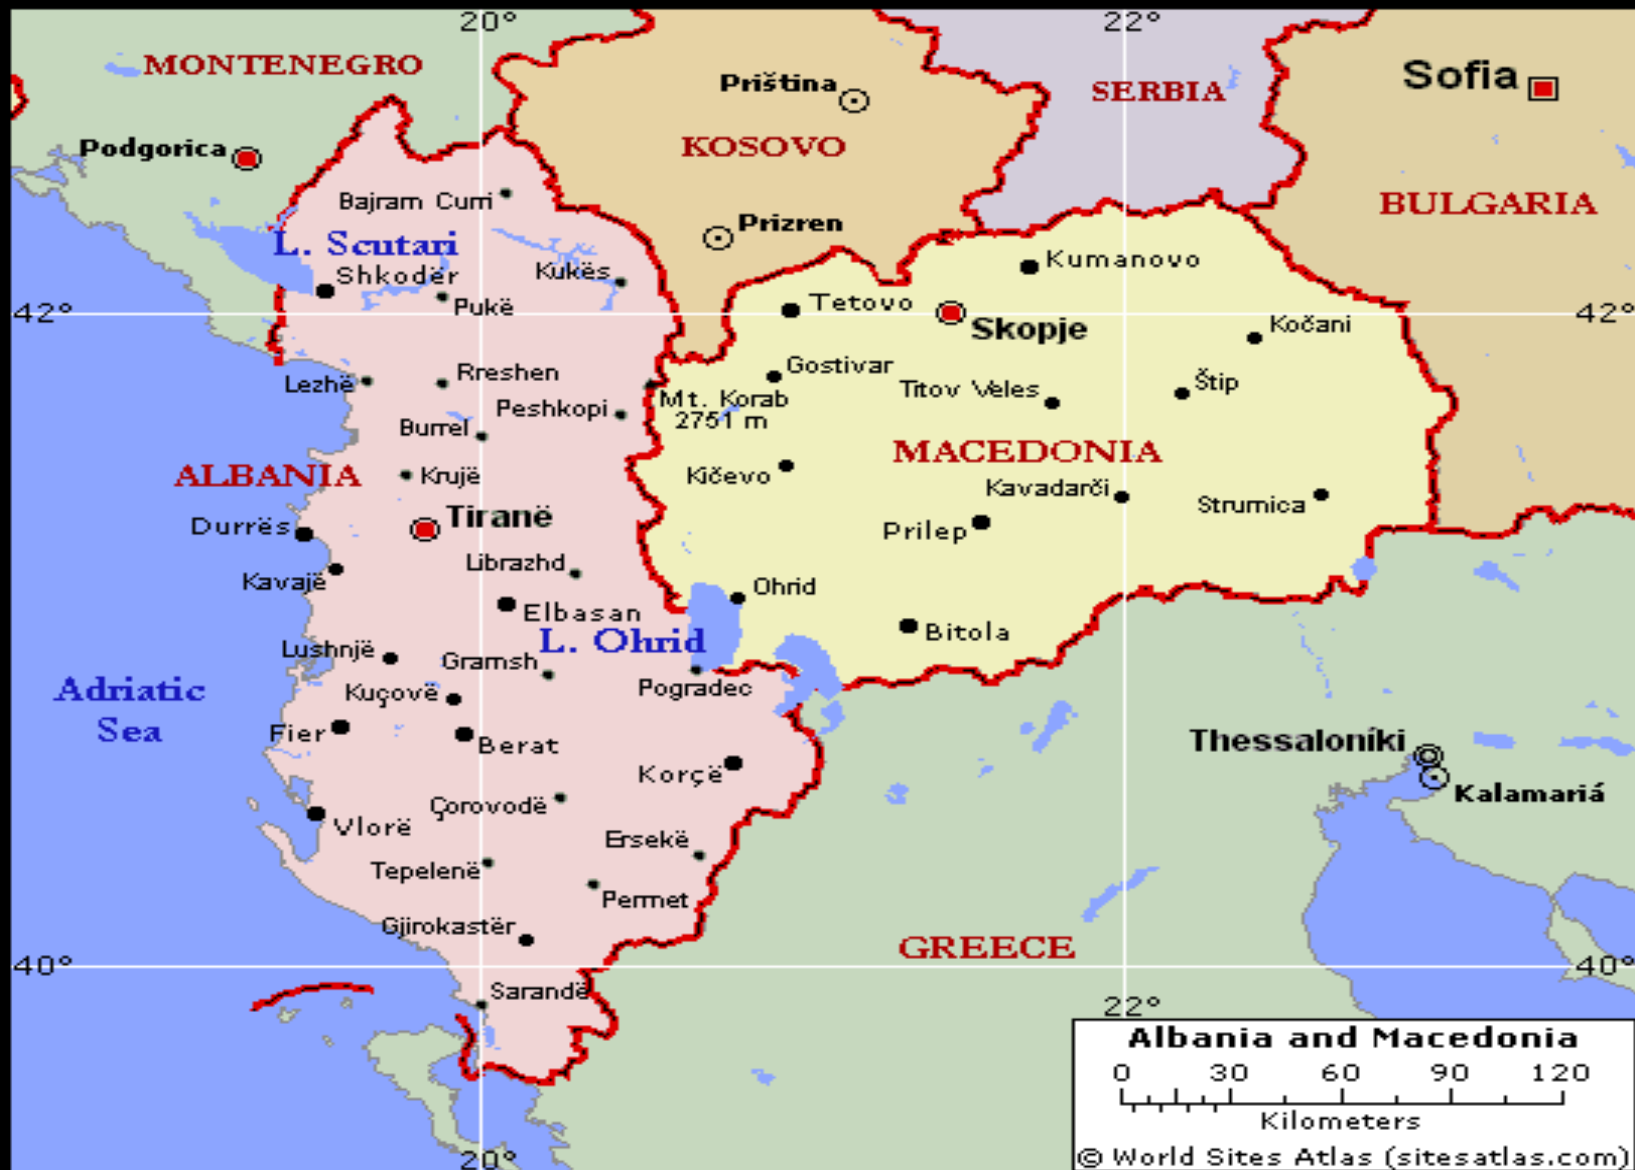 20°
22°
MONTENEGRO
Priština
SERBIA
Sofia
Podgorica
KOSOVO
Bajram Curri
BULGARIA
Prizren
L. Scutari
Kumanovo
Shkodër
Kukës
Pukë
Tetovo
42°
42°
Skopje
Kočani
Lezhë
Rreshen
Gostivar
Titov Veles
Štip
Peshkopi
Mt. Korab
2751 m
Burrel
MACEDONIA
ALBANIA
Krujë
Kičevo
Kavadarči
Strumica
Durrës
Tiranë
Prilep
Kavajë
Librazhd
Ohrid
Elbasan
L. Ohrid
Bitola
Lushnjë
Gramsh
Pogradec
Adriatic
Sea
Kuçovë
Fier
Berat
Thessaloníki
Korçë
Kalamariá
Çorovodë
Vlorë
Ersekë
Tepelenë
Permet
Gjirokastër
GREECE
40°
40°
Sarandë
22°
20°
Albania and Macedonia
0 30 60 90 120
Kilometers
© World Sites Atlas (sitesatlas.com)